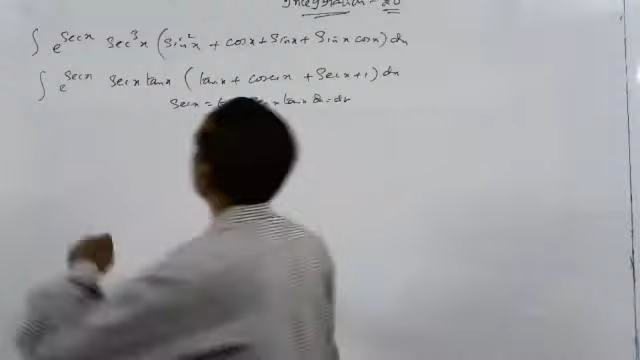 Integration - 20
∫ e^secx sec³x (sin²x + cosx + sinx + sinx cosx) dx
∫ e^secx secx tanx (tanx + cosecx + secx + 1) dx
secx = secx tanx dx = dt